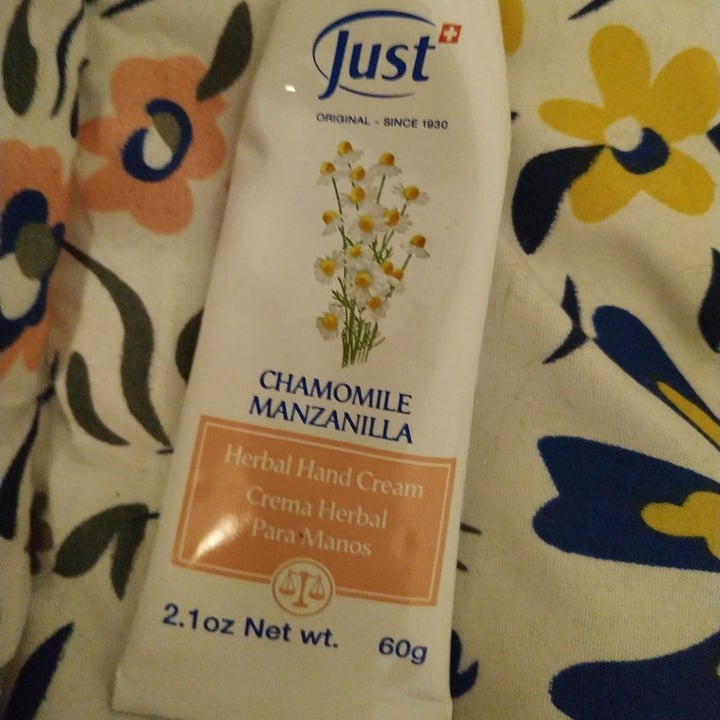 Just
ORIGINAL - SINCE 1930
CHAMOMILE
MANZANILLA
Herbal Hand Cream
Crema Herbal
Para Manos
2.1oz Net wt. 60g